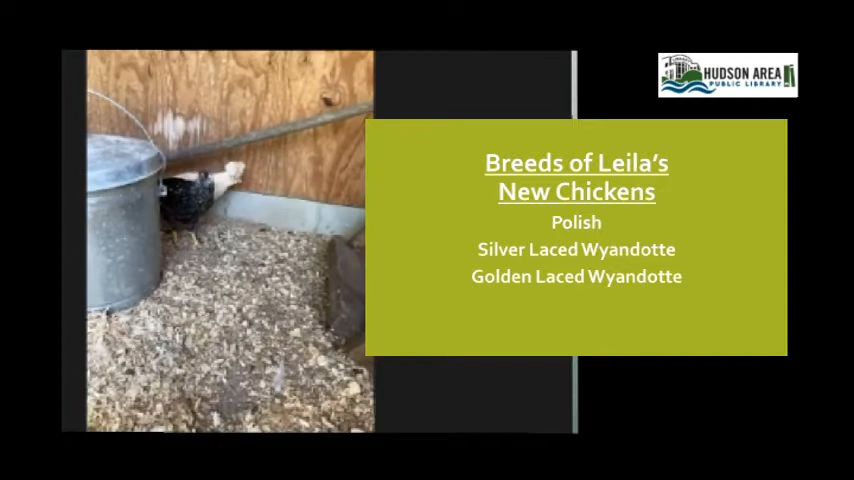 HUDSON AREA
PUBLIC LIBRARY
Breeds of Leila's
New Chickens
Polish
Silver Laced Wyandotte
Golden Laced Wyandotte